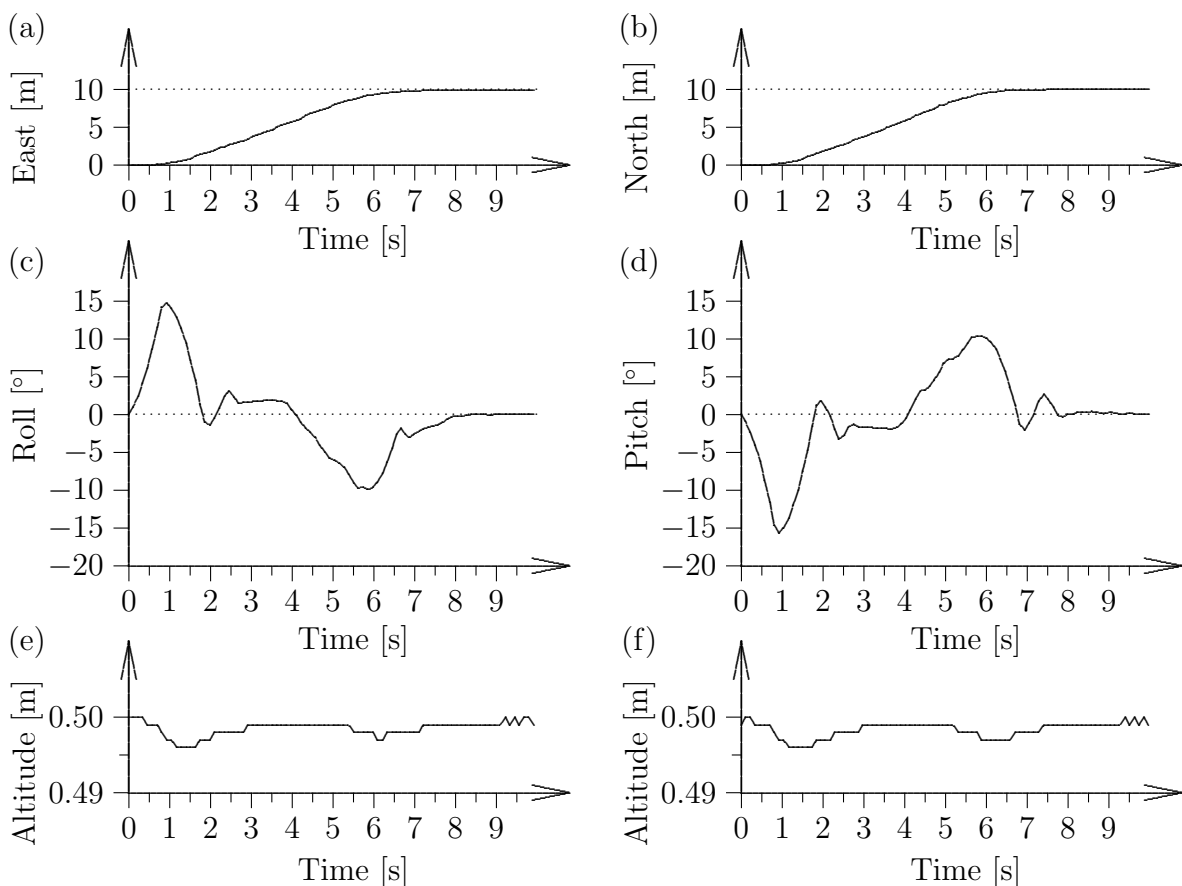 (a)
East [m]
10
5
0
0 1 2 3 4 5 6 7 8 9
Time [s]
(b)
North [m]
10
5
0
0 1 2 3 4 5 6 7 8 9
Time [s]
(c)
Roll [°]
15
10
5
0
−5
−10
−15
−20
0 1 2 3 4 5 6 7 8 9
Time [s]
(d)
Pitch [°]
15
10
5
0
−5
−10
−15
−20
0 1 2 3 4 5 6 7 8 9
Time [s]
(e)
Altitude [m]
0.50
0.49
0 1 2 3 4 5 6 7 8 9
Time [s]
(f)
Altitude [m]
0.50
0.49
0 1 2 3 4 5 6 7 8 9
Time [s]